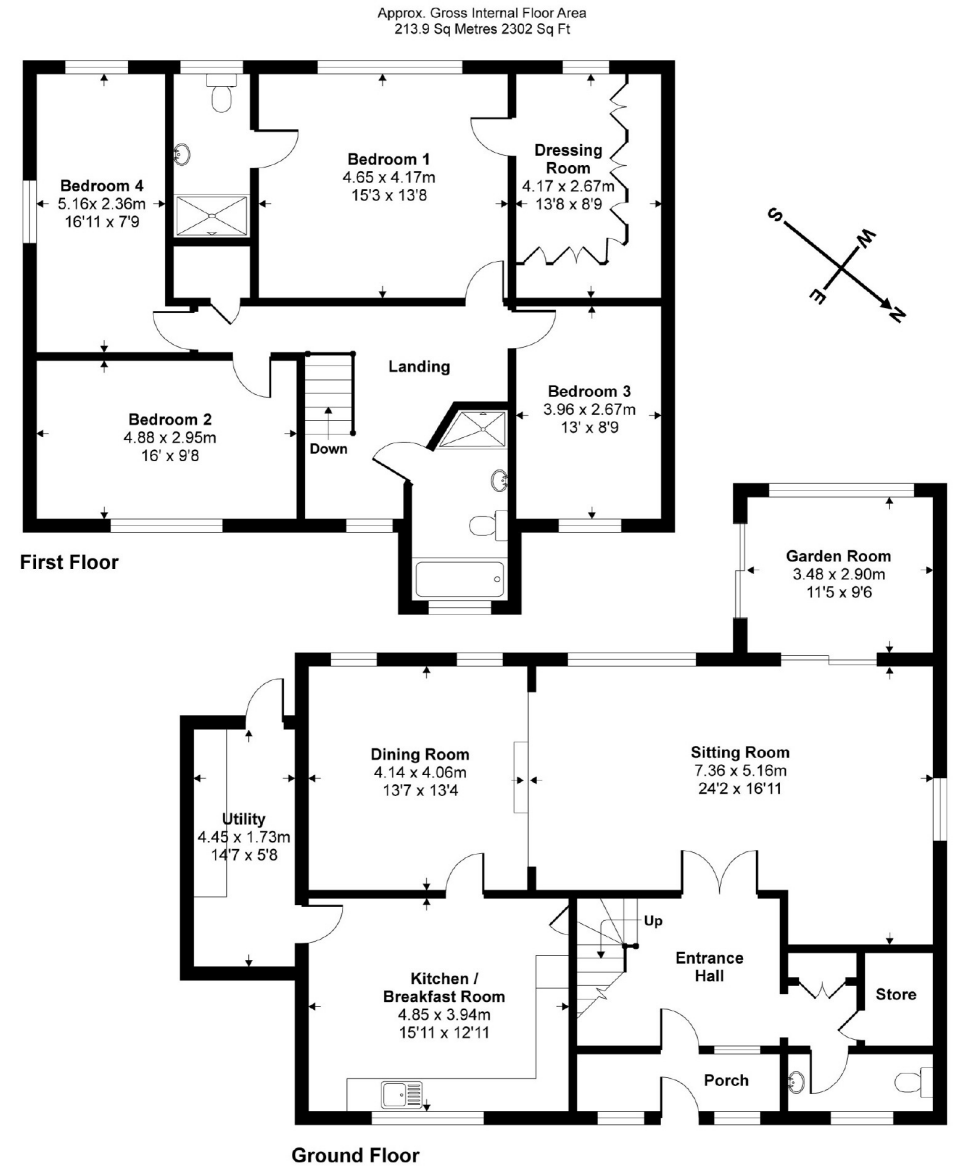 Approx. Gross Internal Floor Area
213.9 Sq Metres 2302 Sq Ft
Bedroom 4
5.16x 2.36m
16'11 x 7'9
Bedroom 1
4.65 x 4.17m
15'3 x 13'8
Dressing
Room
4.17 x 2.67m
13'8 x 8'9
S
W
E
N
Landing
Bedroom 2
4.88 x 2.95m
16' x 9'8
Down
Bedroom 3
3.96 x 2.67m
13' x 8'9
First Floor
Garden Room
3.48 x 2.90m
11'5 x 9'6
Dining Room
4.14 x 4.06m
13'7 x 13'4
Sitting Room
7.36 x 5.16m
24'2 x 16'11
Utility
4.45 x 1.73m
14'7 x 5'8
Up
Entrance
Hall
Kitchen /
Breakfast Room
4.85 x 3.94m
15'11 x 12'11
Store
Porch
Ground Floor